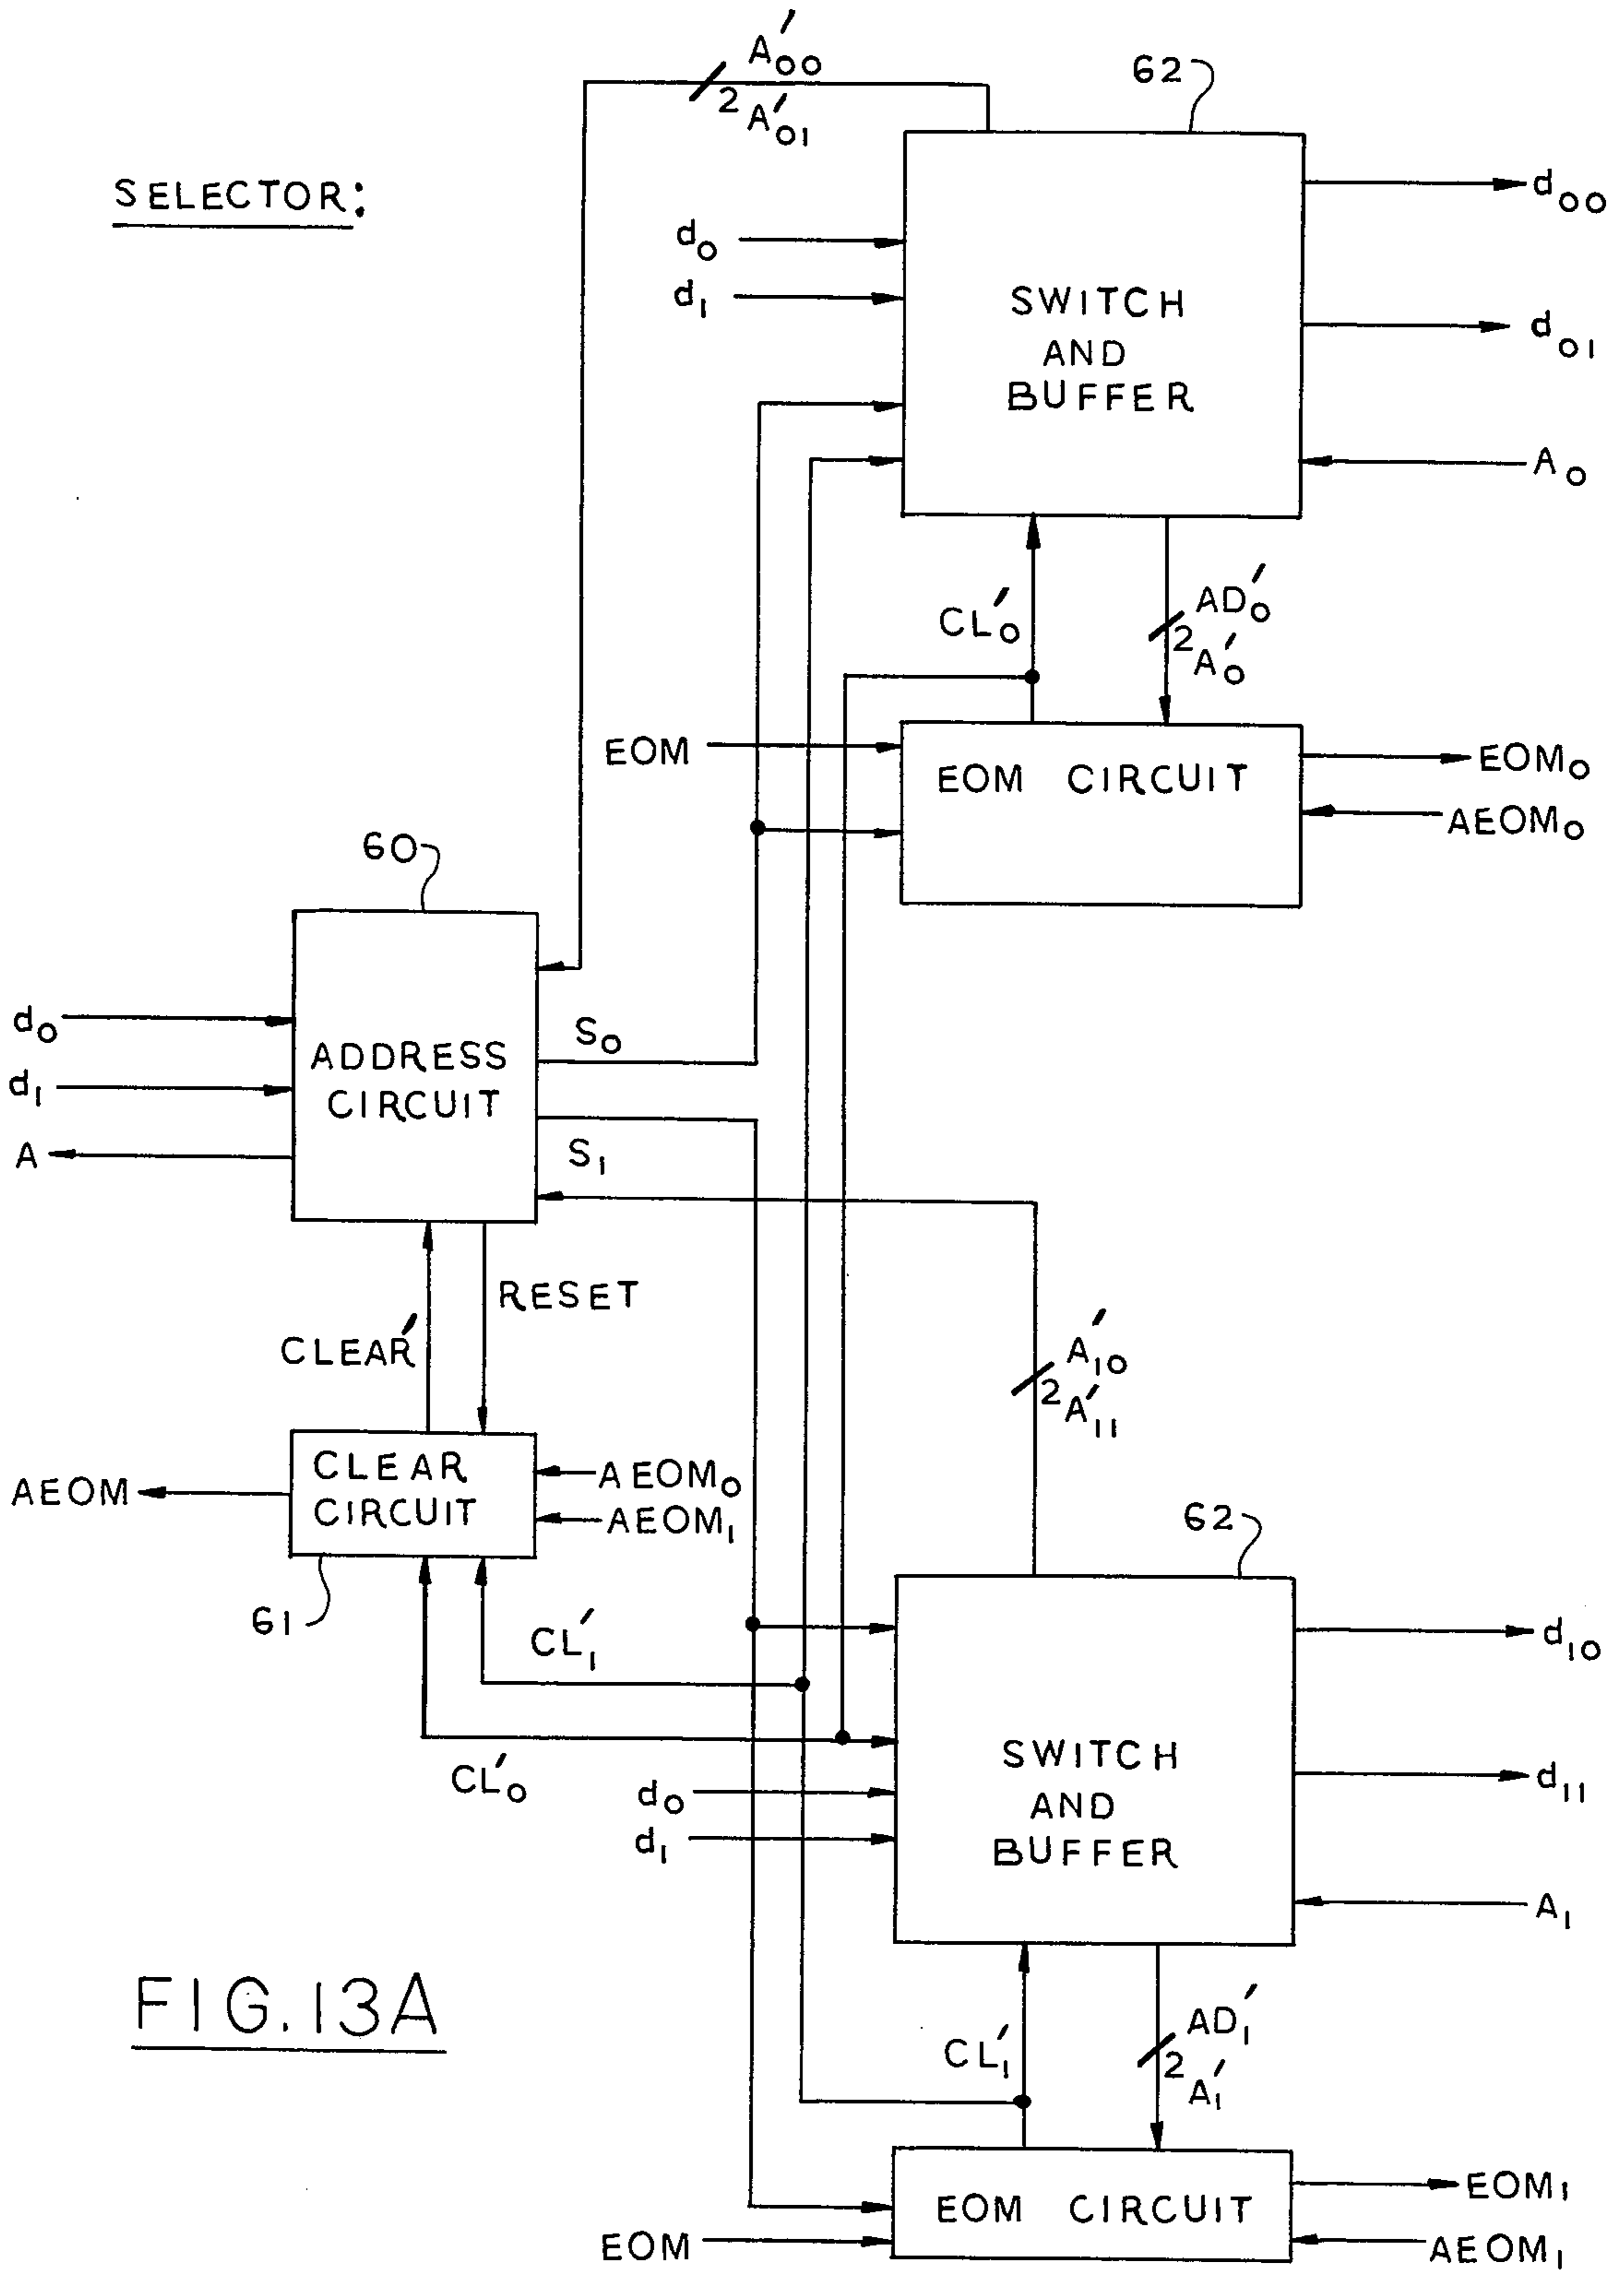 A'₀₀
2 A'₀₁
62
SELECTOR:
d₀₀
d₀
d₁
SWITCH
AND
BUFFER
d₀₁
A₀
CL'₀
AD'₀
2 A'₀
EOM
EOM CIRCUIT
EOM₀
AEOM₀
60
d₀
S₀
ADDRESS
CIRCUIT
d₁
A
S₁
RESET
CLEAR'
A'₁₀
2 A'₁₁
CLEAR
CIRCUIT
AEOM
AEOM₀
AEOM₁
62
61
CL'₁
d₁₀
CL'₀
SWITCH
AND
BUFFER
d₀
d₁
d₁₁
A₁
FIG.13A
CL'₁
AD'₁
2 A'₁
EOM CIRCUIT
EOM₁
EOM
AEOM₁